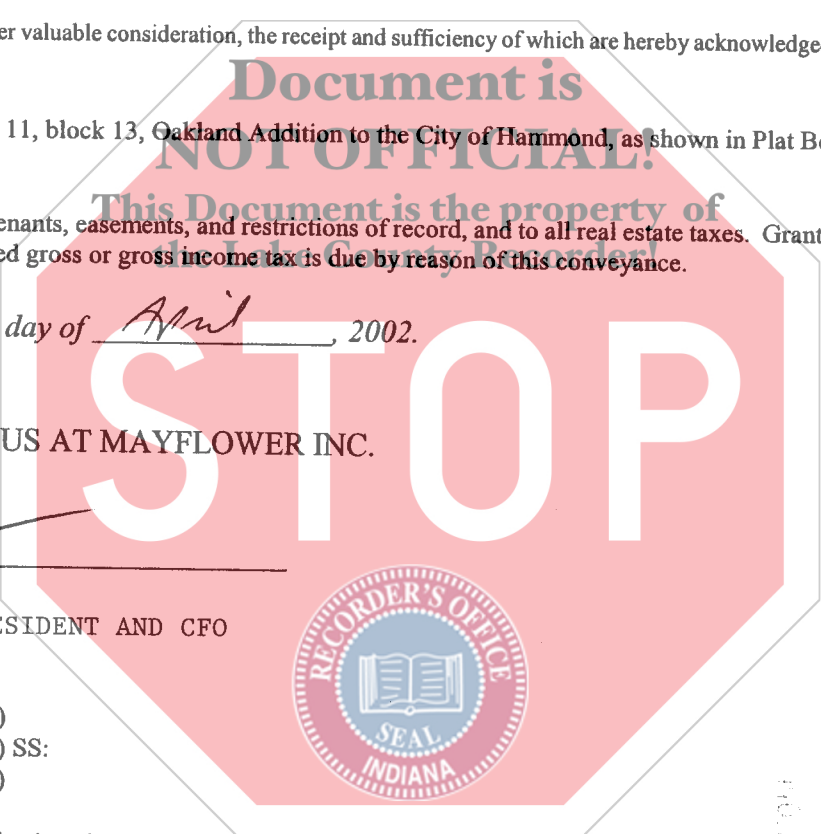 er valuable consideration, the receipt and sufficiency of which are hereby acknowledge
Document is
11, block 13, Oakland Addition to the City of Hammond, as shown in Plat B
NOT OFFICIAL!
This Document is the property of
enants, easements, and restrictions of record, and to all real estate taxes. Grant
the Lake County Recorder!
ed gross or gross income tax is due by reason of this conveyance.
day of April, 2002.
STOP
US AT MAYFLOWER INC.
ESIDENT AND CFO
RECORDER'S OFFICE
SEAL
INDIANA
)
) SS:
)